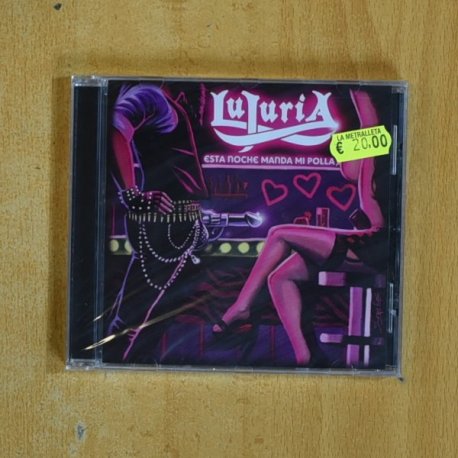 LuJuriA
LA METRALLETA
€ 20.00
ESTA NOCHE MANDA MI POLLA